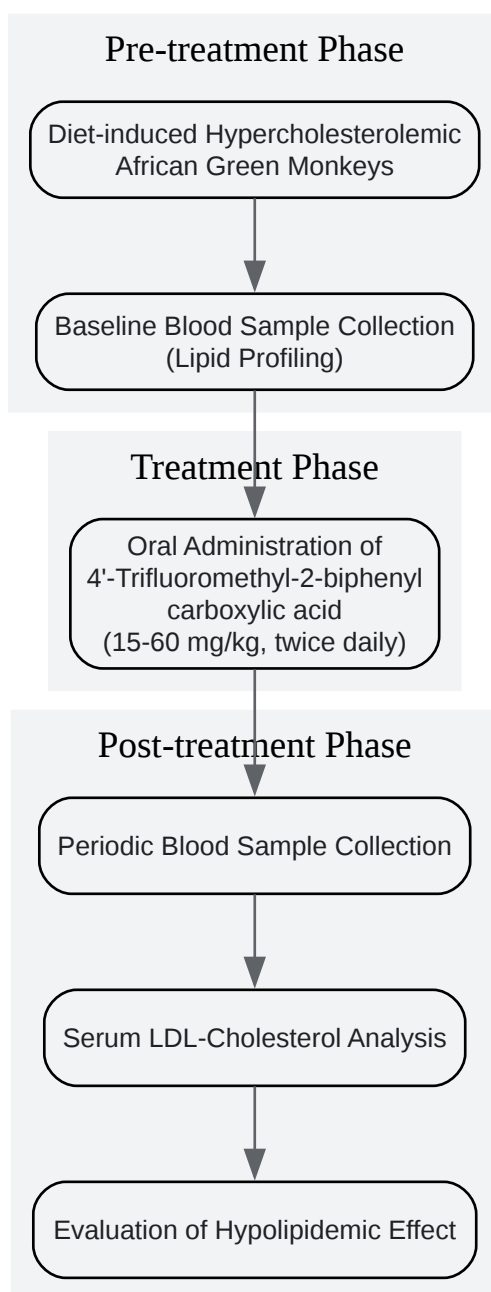 Pre-treatment Phase
Diet-induced Hypercholesterolemic
African Green Monkeys
Baseline Blood Sample Collection
(Lipid Profiling)
Treatment Phase
Oral Administration of
4'-Trifluoromethyl-2-biphenyl
carboxylic acid
(15-60 mg/kg, twice daily)
Post-treatment Phase
Periodic Blood Sample Collection
Serum LDL-Cholesterol Analysis
Evaluation of Hypolipidemic Effect